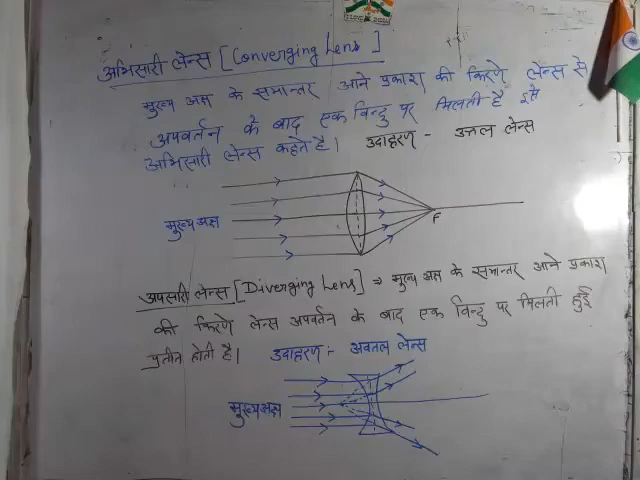 अभिसारी लेन्स [Converging Lens]
मुख्य अक्ष के समान्तर आने प्रकाश की किरणे लेन्स से
अपवर्तन के बाद एक विन्दु पर मिलती है इसे
अभिसारी लेन्स कहते है। उदाहरण - उत्तल लेन्स
मुख्य अक्ष
F
अपसारी लेन्स [Diverging Lens] ⇒ मुख्य अक्ष के समान्तर आने प्रकाश
की किरणे लेन्स अपवर्तन के बाद एक विन्दु पर मिलती हुई
प्रतीत होती है। उदाहरण :- अवतल लेन्स
मुख्य अक्ष